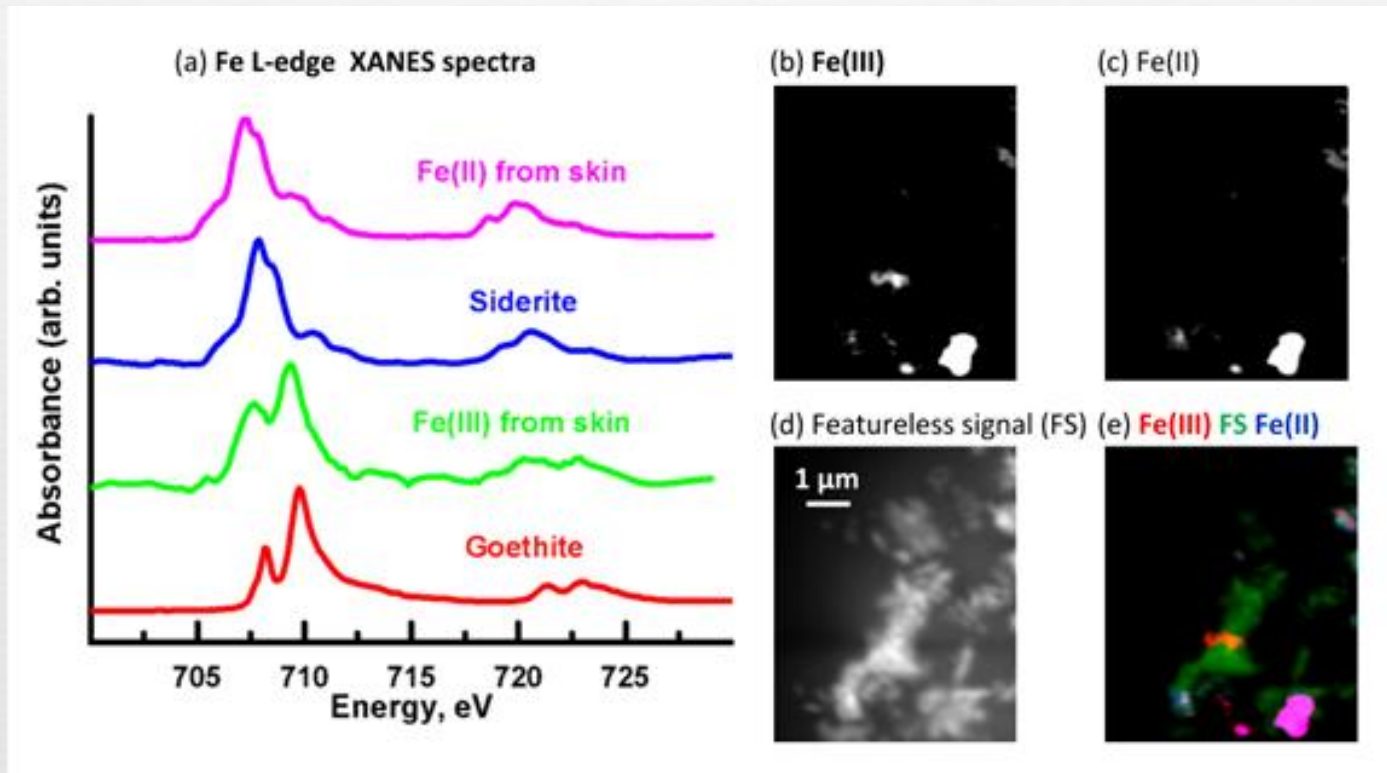 (a) Fe L-edge XANES spectra
Absorbance (arb. units)
Fe(II) from skin
Siderite
Fe(III) from skin
Goethite
705 710 715 720 725
Energy, eV
(b) Fe(III)
(c) Fe(II)
(d) Featureless signal (FS)
1 μm
(e) Fe(III) FS Fe(II)